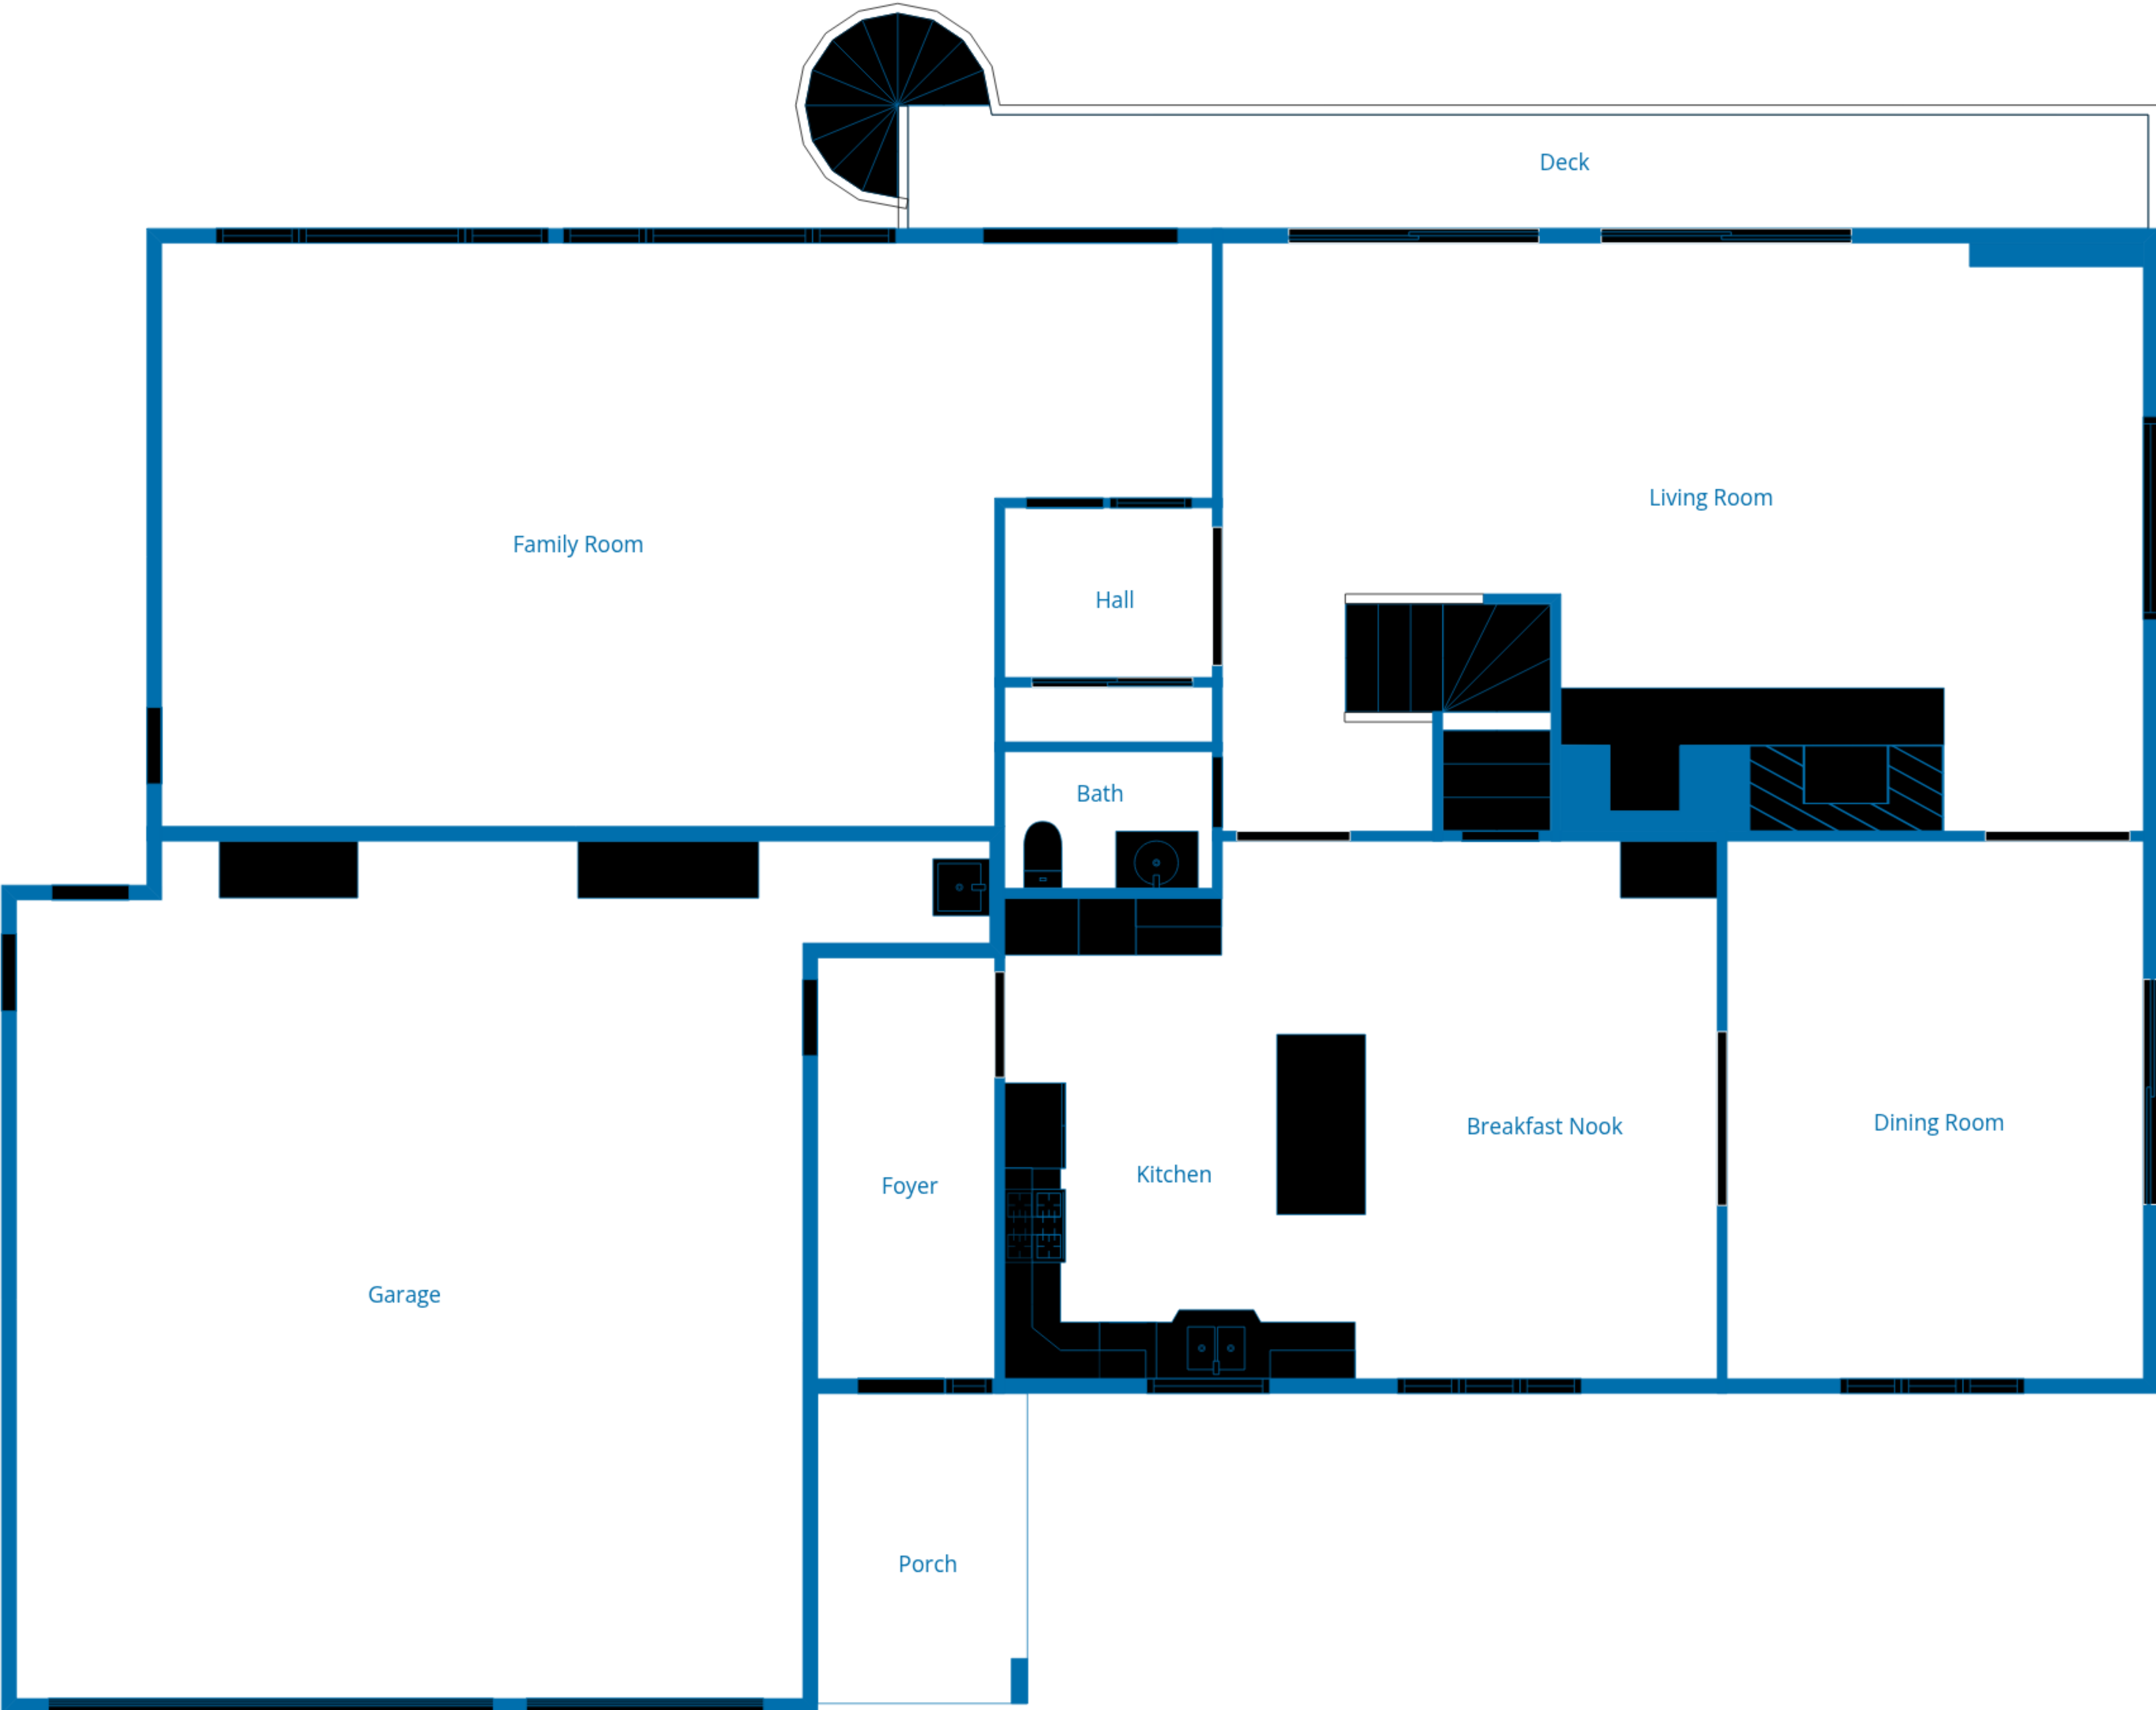 Deck
Living Room
Family Room
Hall
Bath
Breakfast Nook
Dining Room
Kitchen
Foyer
Garage
Porch